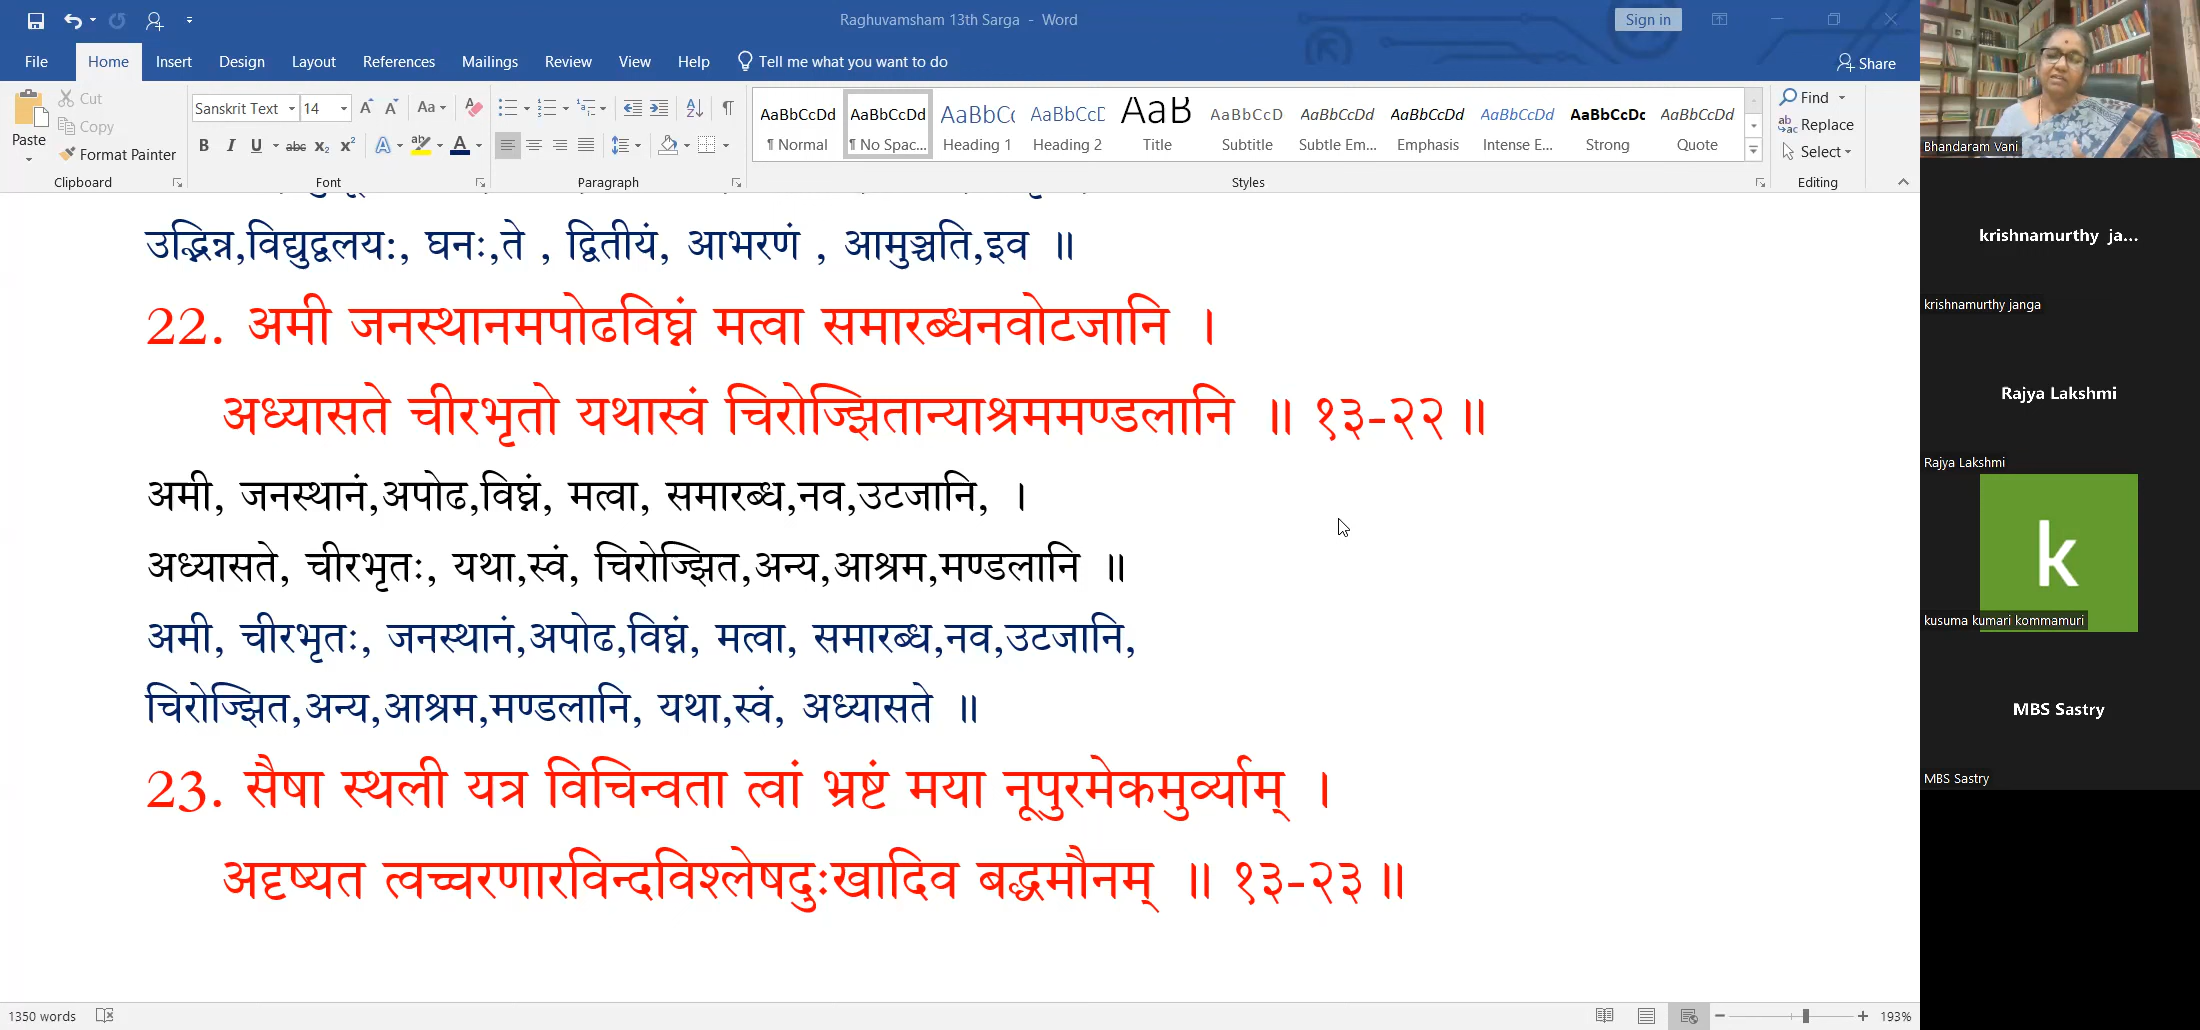 Raghuvamsham 13th Sarga - Word
Sign in
File Home Insert Design Layout References Mailings Review View Help Tell me what you want to do Share
Cut
Copy
Paste
Format Painter
Clipboard
Sanskrit Text 14 Aa
B I U abc X2 X2 A ab A
Font
Paragraph
AaBbCcDd AaBbCcDd AaBbC AaBbCcD AaB AaBbCcD AaBbCcDd AaBbCcDd AaBbCcDd AaBbCcDc AaBbCcDd
¶ Normal ¶ No Spac... Heading 1 Heading 2 Title Subtitle Subtle Em... Emphasis Intense E... Strong Quote
Styles
Find
Replace
Select
Editing
उद्भिन्न,विद्युद्वलय:, घनः,ते , द्वितीयं, आभरणं , आमुञ्चति,इव ॥
22. अमी जनस्थानमपोढविघ्नं मत्वा समारब्धनवोटजानि ।
अध्यासते चीरभृतो यथास्वं चिरोज्झितान्याश्रममण्डलानि ॥ १३-२२॥
अमी, जनस्थानं,अपोढ,विघ्नं, मत्वा, समारब्ध,नव,उटजानि, ।
अध्यासते, चीरभृतः, यथा,स्वं, चिरोज्झित,अन्य,आश्रम,मण्डलानि ॥
अमी, चीरभृतः, जनस्थानं,अपोढ,विघ्नं, मत्वा, समारब्ध,नव,उटजानि,
चिरोज्झित,अन्य,आश्रम,मण्डलानि, यथा,स्वं, अध्यासते ॥
23. सैषा स्थली यत्र विचिन्वता त्वां भ्रष्टं मया नूपुरमेकमुर्व्याम् ।
अदृष्यत त्वच्चरणारविन्दविश्लेषदुःखादिव बद्धमौनम् ॥ १३-२३॥
1350 words
193%
Bhandaram Vani
krishnamurthy ja...
krishnamurthy janga
Rajya Lakshmi
Rajya Lakshmi
k
kusuma kumari kommamuri
MBS Sastry
MBS Sastry